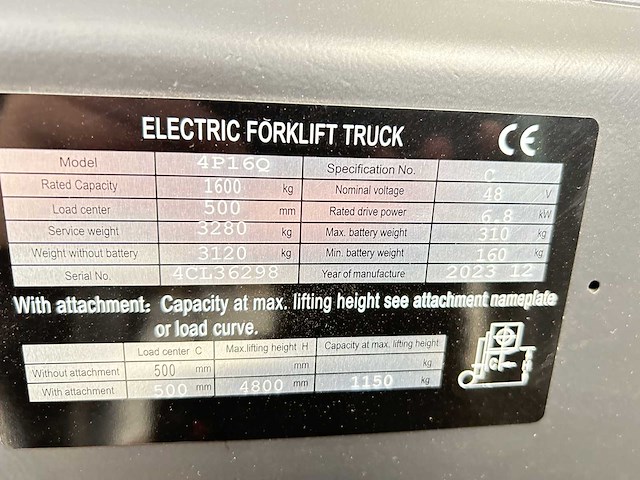 ELECTRIC FORKLIFT TRUCK CE
Model 4P16Q Specification No. C
Rated Capacity 1600 kg Nominal voltage 48 V
Load center 500 mm Rated drive power 6.8 kW
Service weight 3280 kg Max. battery weight 310 kg
Weight without battery 3120 kg Min. battery weight 160 kg
Serial No. 4CL36298 Year of manufacture 2023 12
With attachment: Capacity at max. lifting height see attachment nameplate
or load curve.
Load center C Max.lifting height H Capacity at max. lifting height
Without attachment 500 mm mm kg
With attachment 500 mm 4800 mm 1150 kg